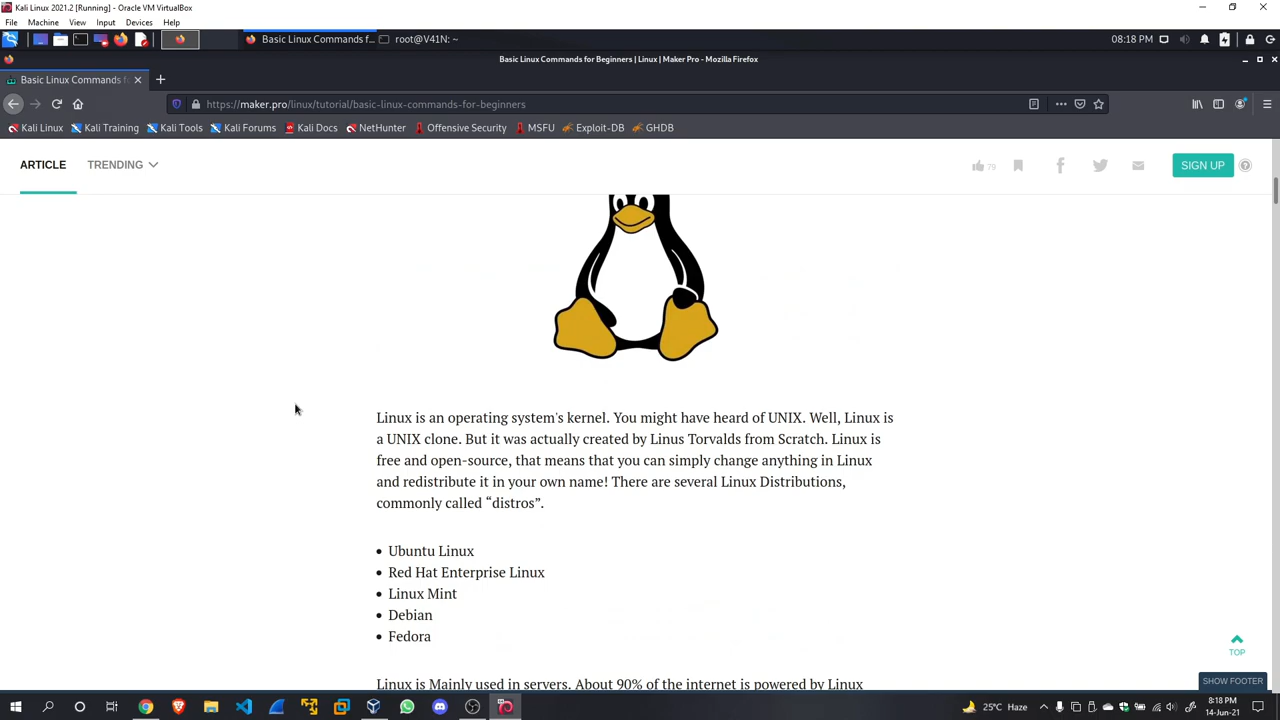 Kali Linux 2021.2 [Running] - Oracle VM VirtualBox
File Machine View Input Devices Help
Basic Linux Commands f... root@V41N: ~ 08:18 PM
Basic Linux Commands for Beginners | Linux | Maker Pro - Mozilla Firefox
Basic Linux Commands fo
https://maker.pro/linux/tutorial/basic-linux-commands-for-beginners
Kali Linux Kali Training Kali Tools Kali Forums Kali Docs NetHunter Offensive Security MSFU Exploit-DB GHDB
ARTICLE TRENDING 79 SIGN UP
Linux is an operating system's kernel. You might have heard of UNIX. Well, Linux is
a UNIX clone. But it was actually created by Linus Torvalds from Scratch. Linux is
free and open-source, that means that you can simply change anything in Linux
and redistribute it in your own name! There are several Linux Distributions,
commonly called “distros”.
• Ubuntu Linux
• Red Hat Enterprise Linux
• Linux Mint
• Debian
• Fedora
TOP
Linux is Mainly used in servers. About 90% of the internet is powered by Linux
SHOW FOOTER
25°C Haze 8:18 PM
14-Jun-21